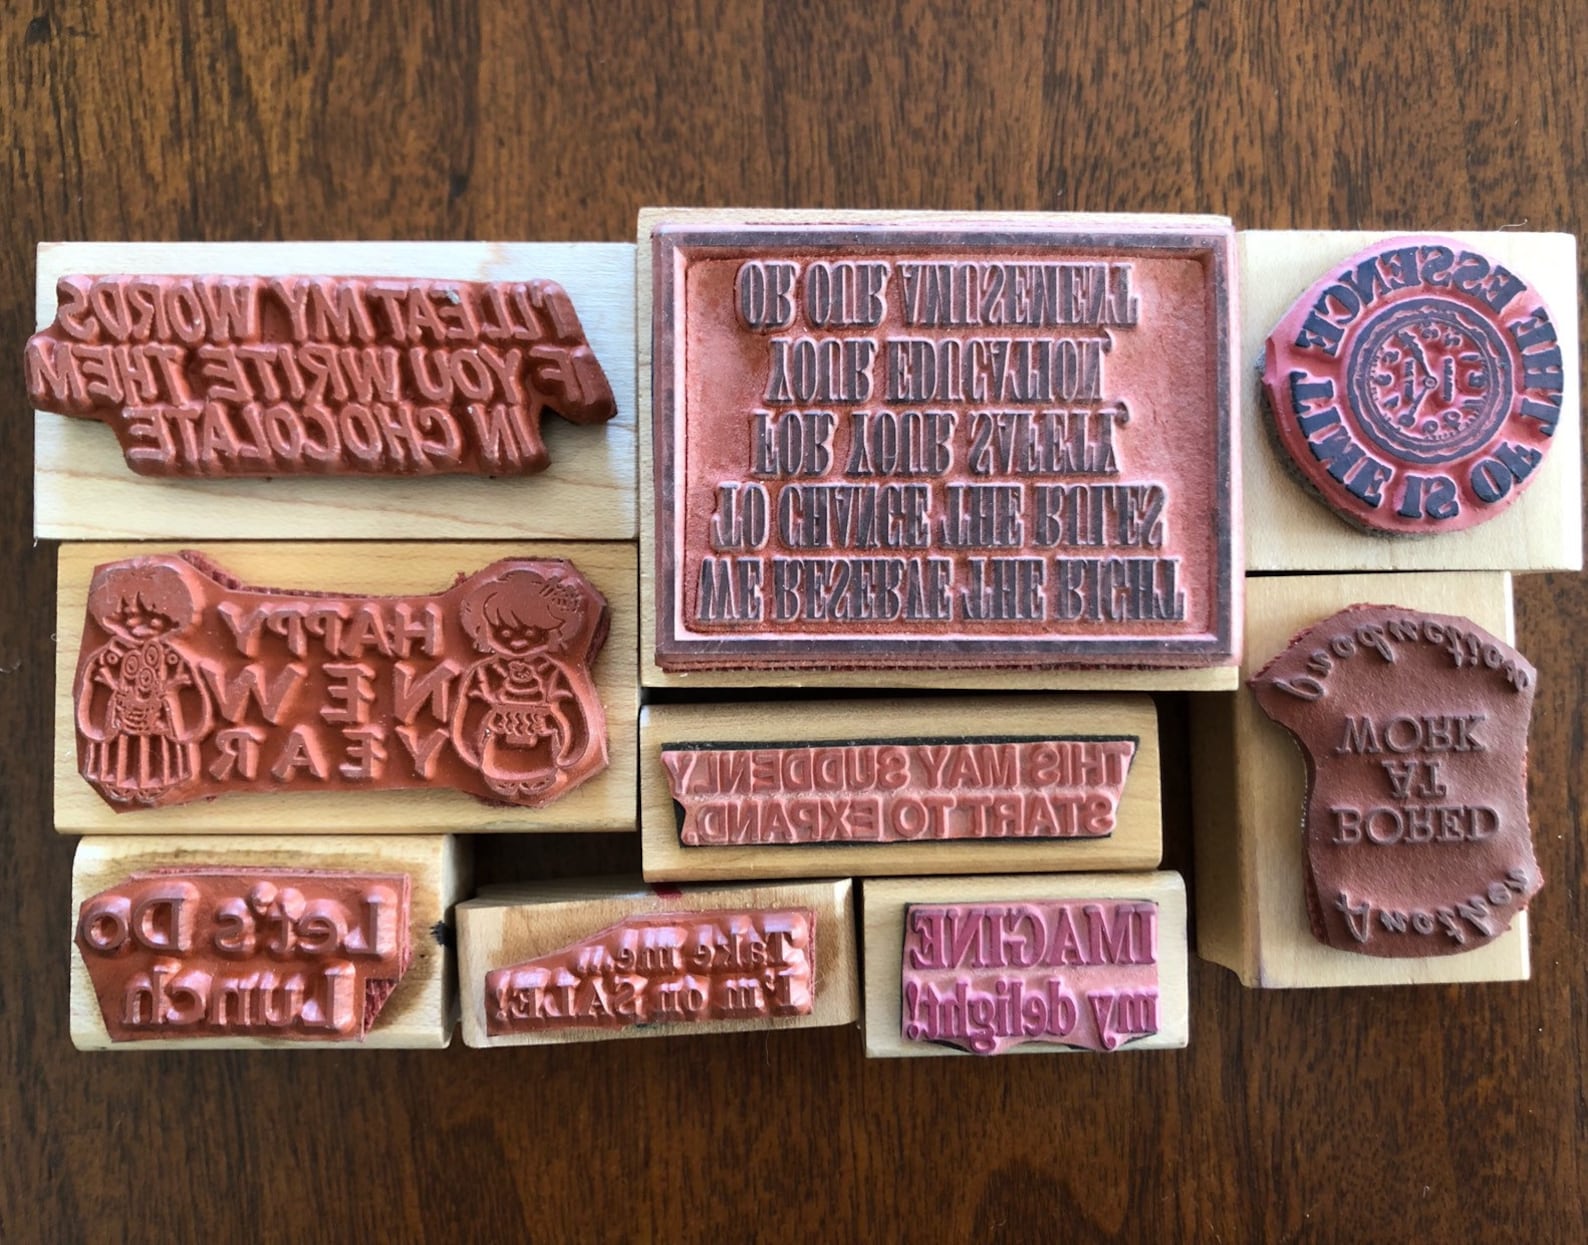 I'LL EAT MY WORDS
IF YOU WRITE THEM
IN CHOCOLATE
WE RESERVE THE RIGHT
TO CHANGE THE RULES
FOR YOUR SAFETY,
YOUR EDUCATION,
OR OUR AMUSEMENT
TIME IS OF THE ESSENCE
HAPPY
NEW
YEAR
THIS MAY SUDDENLY
START TO EXPAND.
Another
BORED
AT
WORK
production
Let's Do
Lunch
Take me...
I'm on SALE!
IMAGINE
my delight!